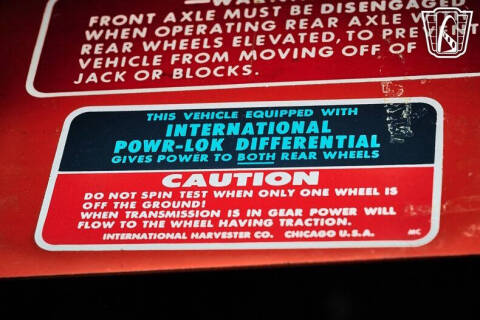 FRONT AXLE MUST BE DISENGAGED
WHEN OPERATING REAR AXLE
REAR WHEELS ELEVATED, TO
VEHICLE FROM MOVING OFF OF
JACK OR BLOCKS.
THIS VEHICLE EQUIPPED WITH
INTERNATIONAL
POWR-LOK DIFFERENTIAL
GIVES POWER TO BOTH REAR WHEELS
CAUTION
DO NOT SPIN TEST WHEN ONLY ONE WHEEL IS
OFF THE GROUND!
WHEN TRANSMISSION IS IN GEAR POWER WILL
FLOW TO THE WHEEL HAVING TRACTION.
INTERNATIONAL HARVESTER CO. CHICAGO U.S.A. MC